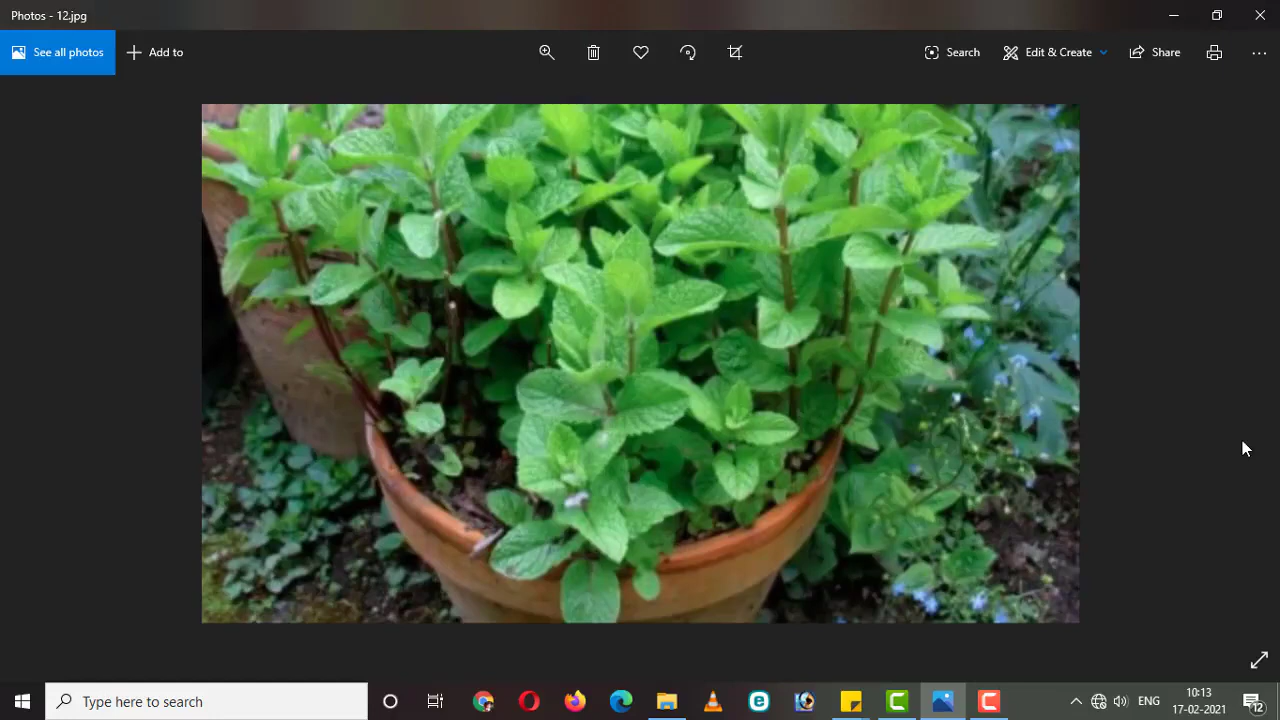 Photos - 12.jpg
See all photos
Add to
Search
Edit & Create
Share
Type here to search
ENG
10:13
17-02-2021
12